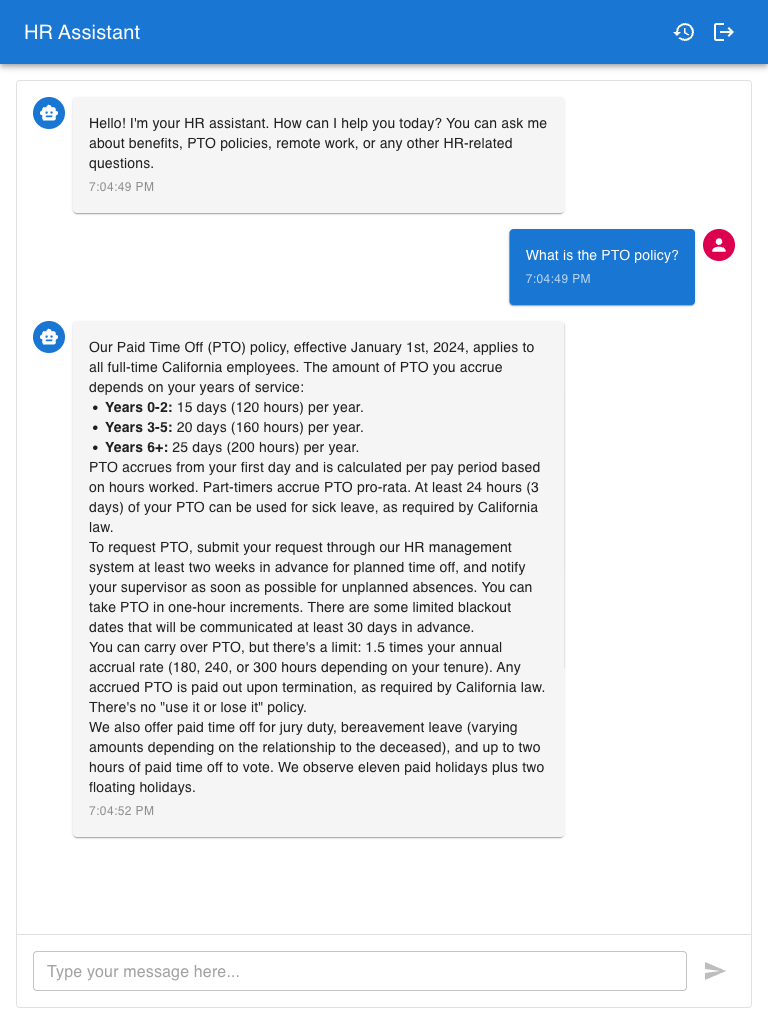 HR Assistant
Hello! I'm your HR assistant. How can I help you today? You can ask me
about benefits, PTO policies, remote work, or any other HR-related
questions.
7:04:49 PM
What is the PTO policy?
7:04:49 PM
Our Paid Time Off (PTO) policy, effective January 1st, 2024, applies to
all full-time California employees. The amount of PTO you accrue
depends on your years of service:
• Years 0-2: 15 days (120 hours) per year.
• Years 3-5: 20 days (160 hours) per year.
• Years 6+: 25 days (200 hours) per year.
PTO accrues from your first day and is calculated per pay period based
on hours worked. Part-timers accrue PTO pro-rata. At least 24 hours (3
days) of your PTO can be used for sick leave, as required by California
law.
To request PTO, submit your request through our HR management
system at least two weeks in advance for planned time off, and notify
your supervisor as soon as possible for unplanned absences. You can
take PTO in one-hour increments. There are some limited blackout
dates that will be communicated at least 30 days in advance.
You can carry over PTO, but there's a limit: 1.5 times your annual
accrual rate (180, 240, or 300 hours depending on your tenure). Any
accrued PTO is paid out upon termination, as required by California law.
There's no "use it or lose it" policy.
We also offer paid time off for jury duty, bereavement leave (varying
amounts depending on the relationship to the deceased), and up to two
hours of paid time off to vote. We observe eleven paid holidays plus two
floating holidays.
7:04:52 PM
Type your message here...